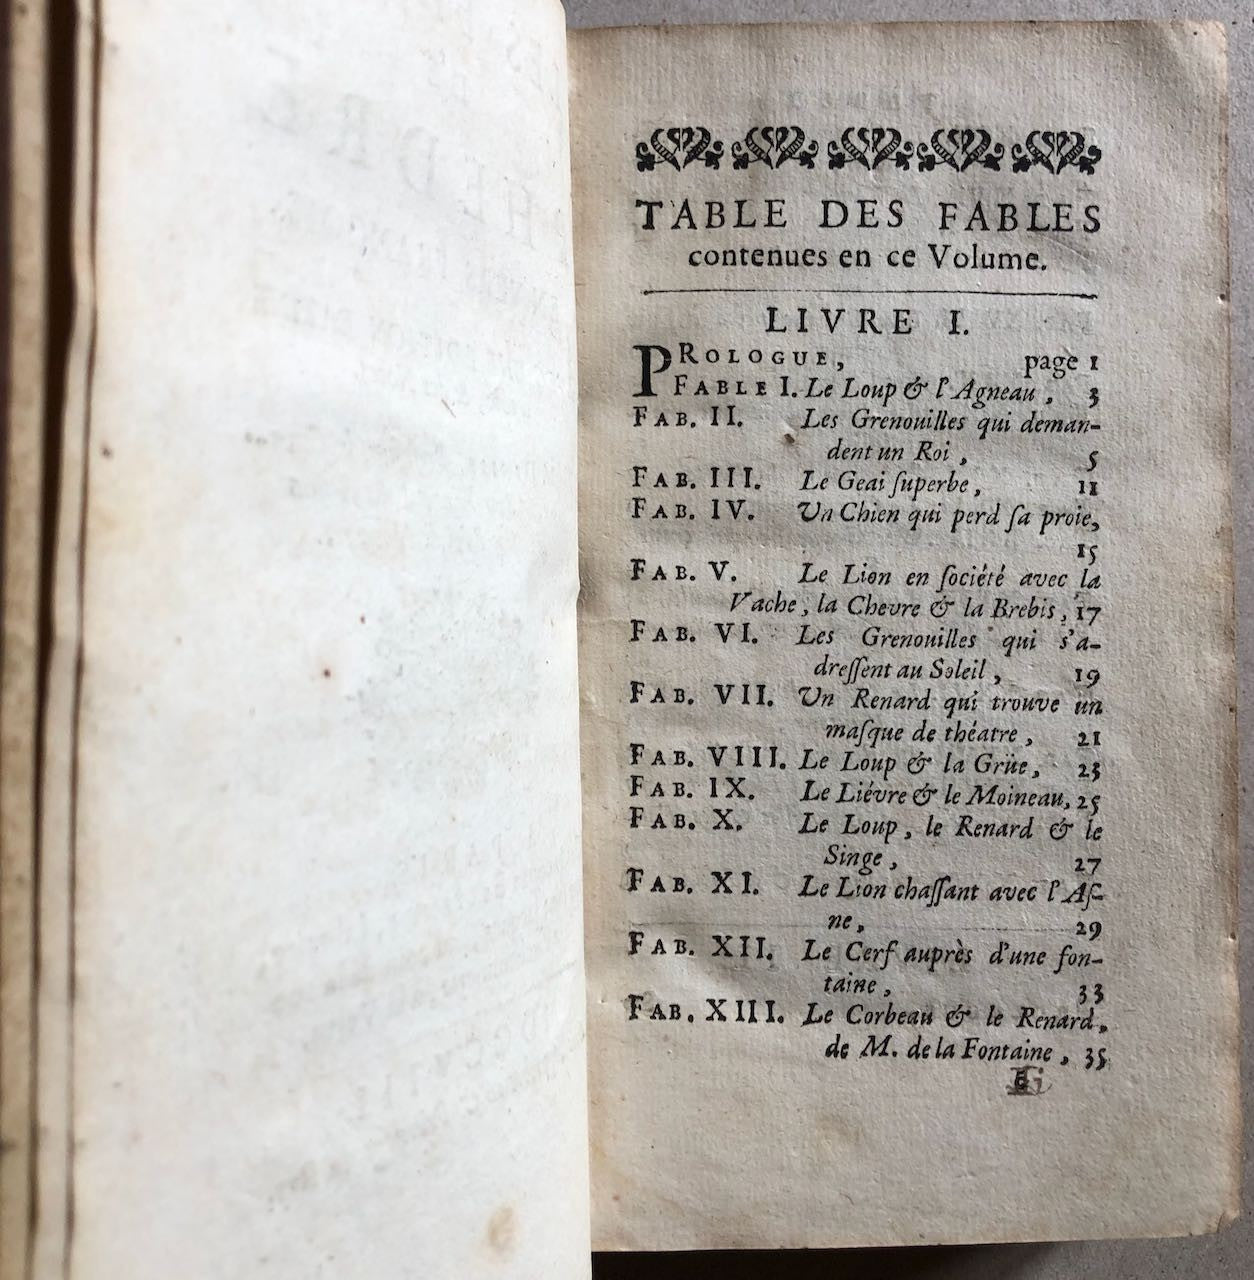 TABLE DES FABLES
contenues en ce Volume.
LIVRE I.
PROLOGUE, page 1
FABLE I. Le Loup & l'Agneau, 3
FAB. II. Les Grenouilles qui deman-
dent un Roi, 5
FAB. III. Le Geai ſuperbe, 11
FAB. IV. Un Chien qui perd ſa proie,
15
FAB. V. Le Lion en ſociété avec la
Vache, la Chevre & la Brebis, 17
FAB. VI. Les Grenouilles qui s'a-
dreſſent au Soleil, 19
FAB. VII. Un Renard qui trouve un
maſque de théatre, 21
FAB. VIII. Le Loup & la Grüe, 23
FAB. IX. Le Liévre & le Moineau, 25
FAB. X. Le Loup, le Renard & le
Singe, 27
FAB. XI. Le Lion chaſſant avec l'Aſ-
ne, 29
FAB. XII. Le Cerf auprès d'une fon-
taine, 33
FAB. XIII. Le Corbeau & le Renard,
de M. de la Fontaine, 35